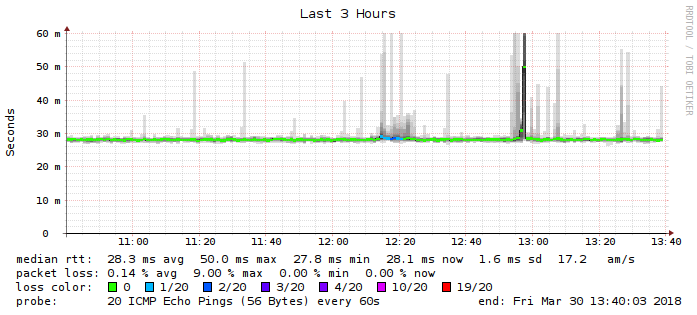 Last 3 Hours
RRDTOOL / TOBI OETIKER
Seconds
60 m
50 m
40 m
30 m
20 m
10 m
0
11:00 11:20 11:40 12:00 12:20 12:40 13:00 13:20 13:40
median rtt: 28.3 ms avg 50.0 ms max 27.8 ms min 28.1 ms now 1.6 ms sd 17.2 am/s
packet loss: 0.14 % avg 9.00 % max 0.00 % min 0.00 % now
loss color: 0 1/20 2/20 3/20 4/20 10/20 19/20
probe: 20 ICMP Echo Pings (56 Bytes) every 60s end: Fri Mar 30 13:40:03 2018